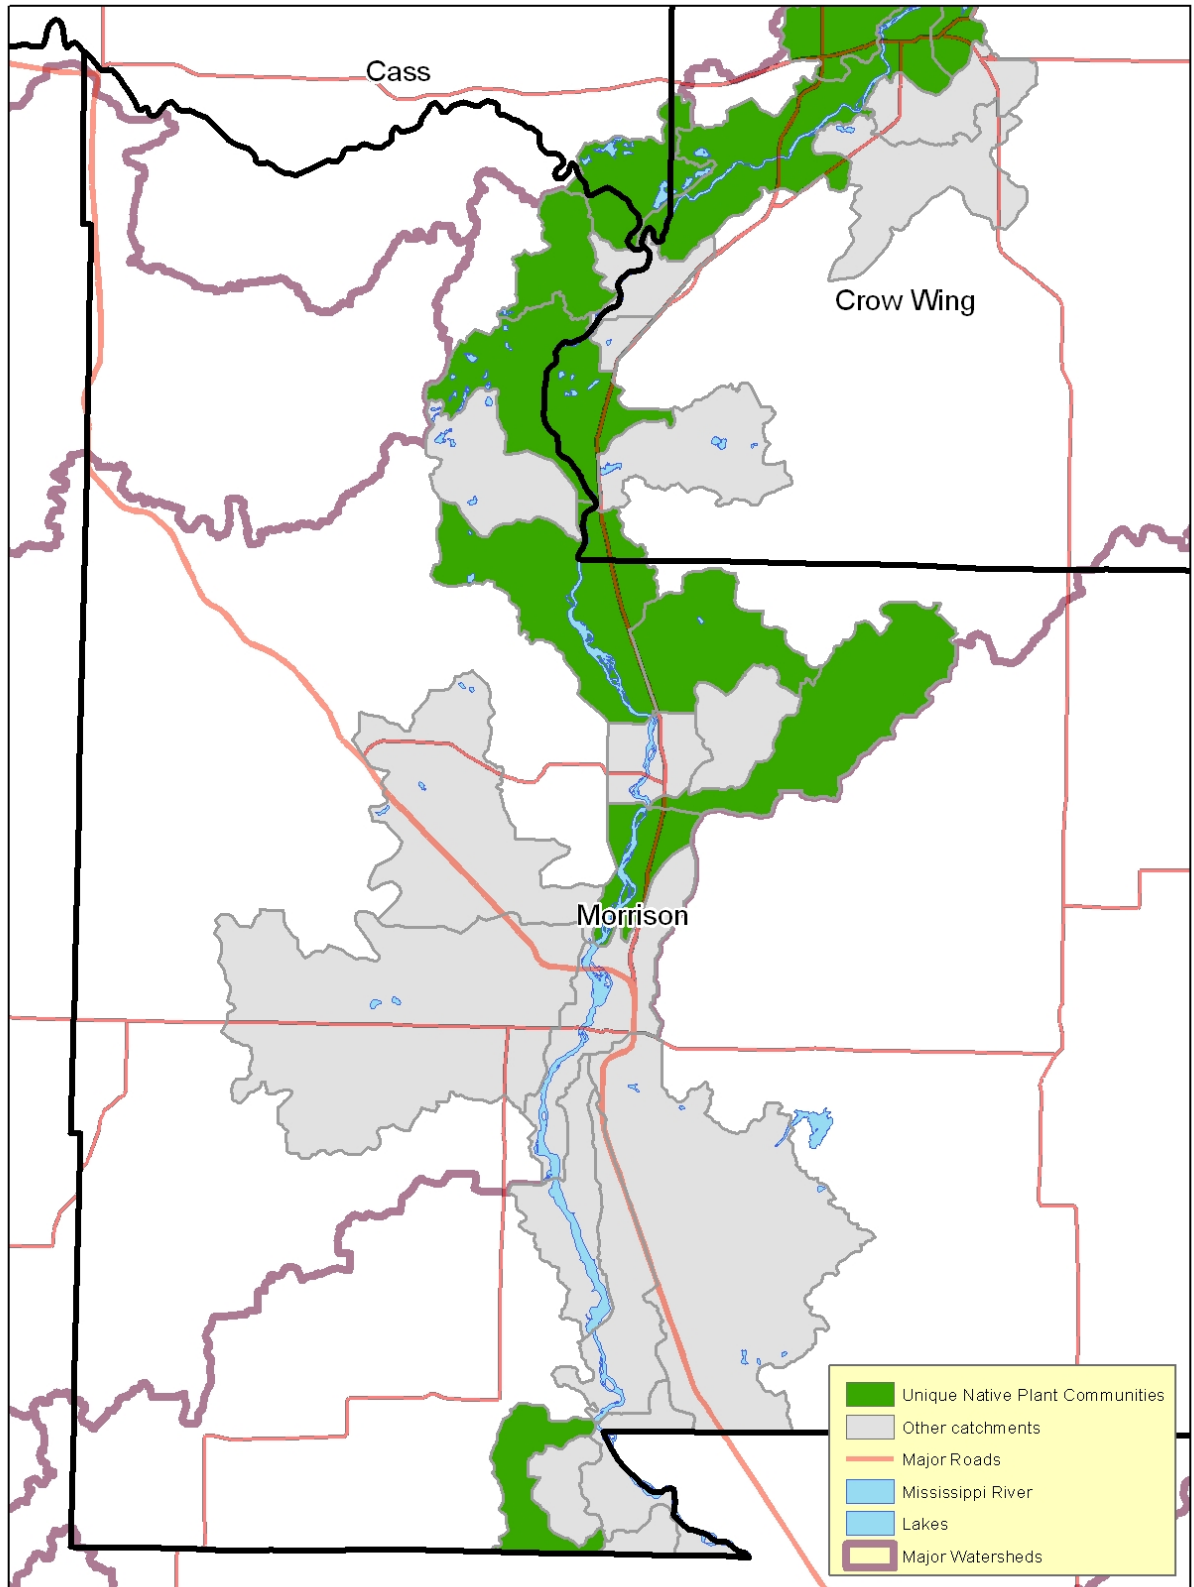 Cass
Crow Wing
Morrison
Unique Native Plant Communities
Other catchments
Major Roads
Mississippi River
Lakes
Major Watersheds